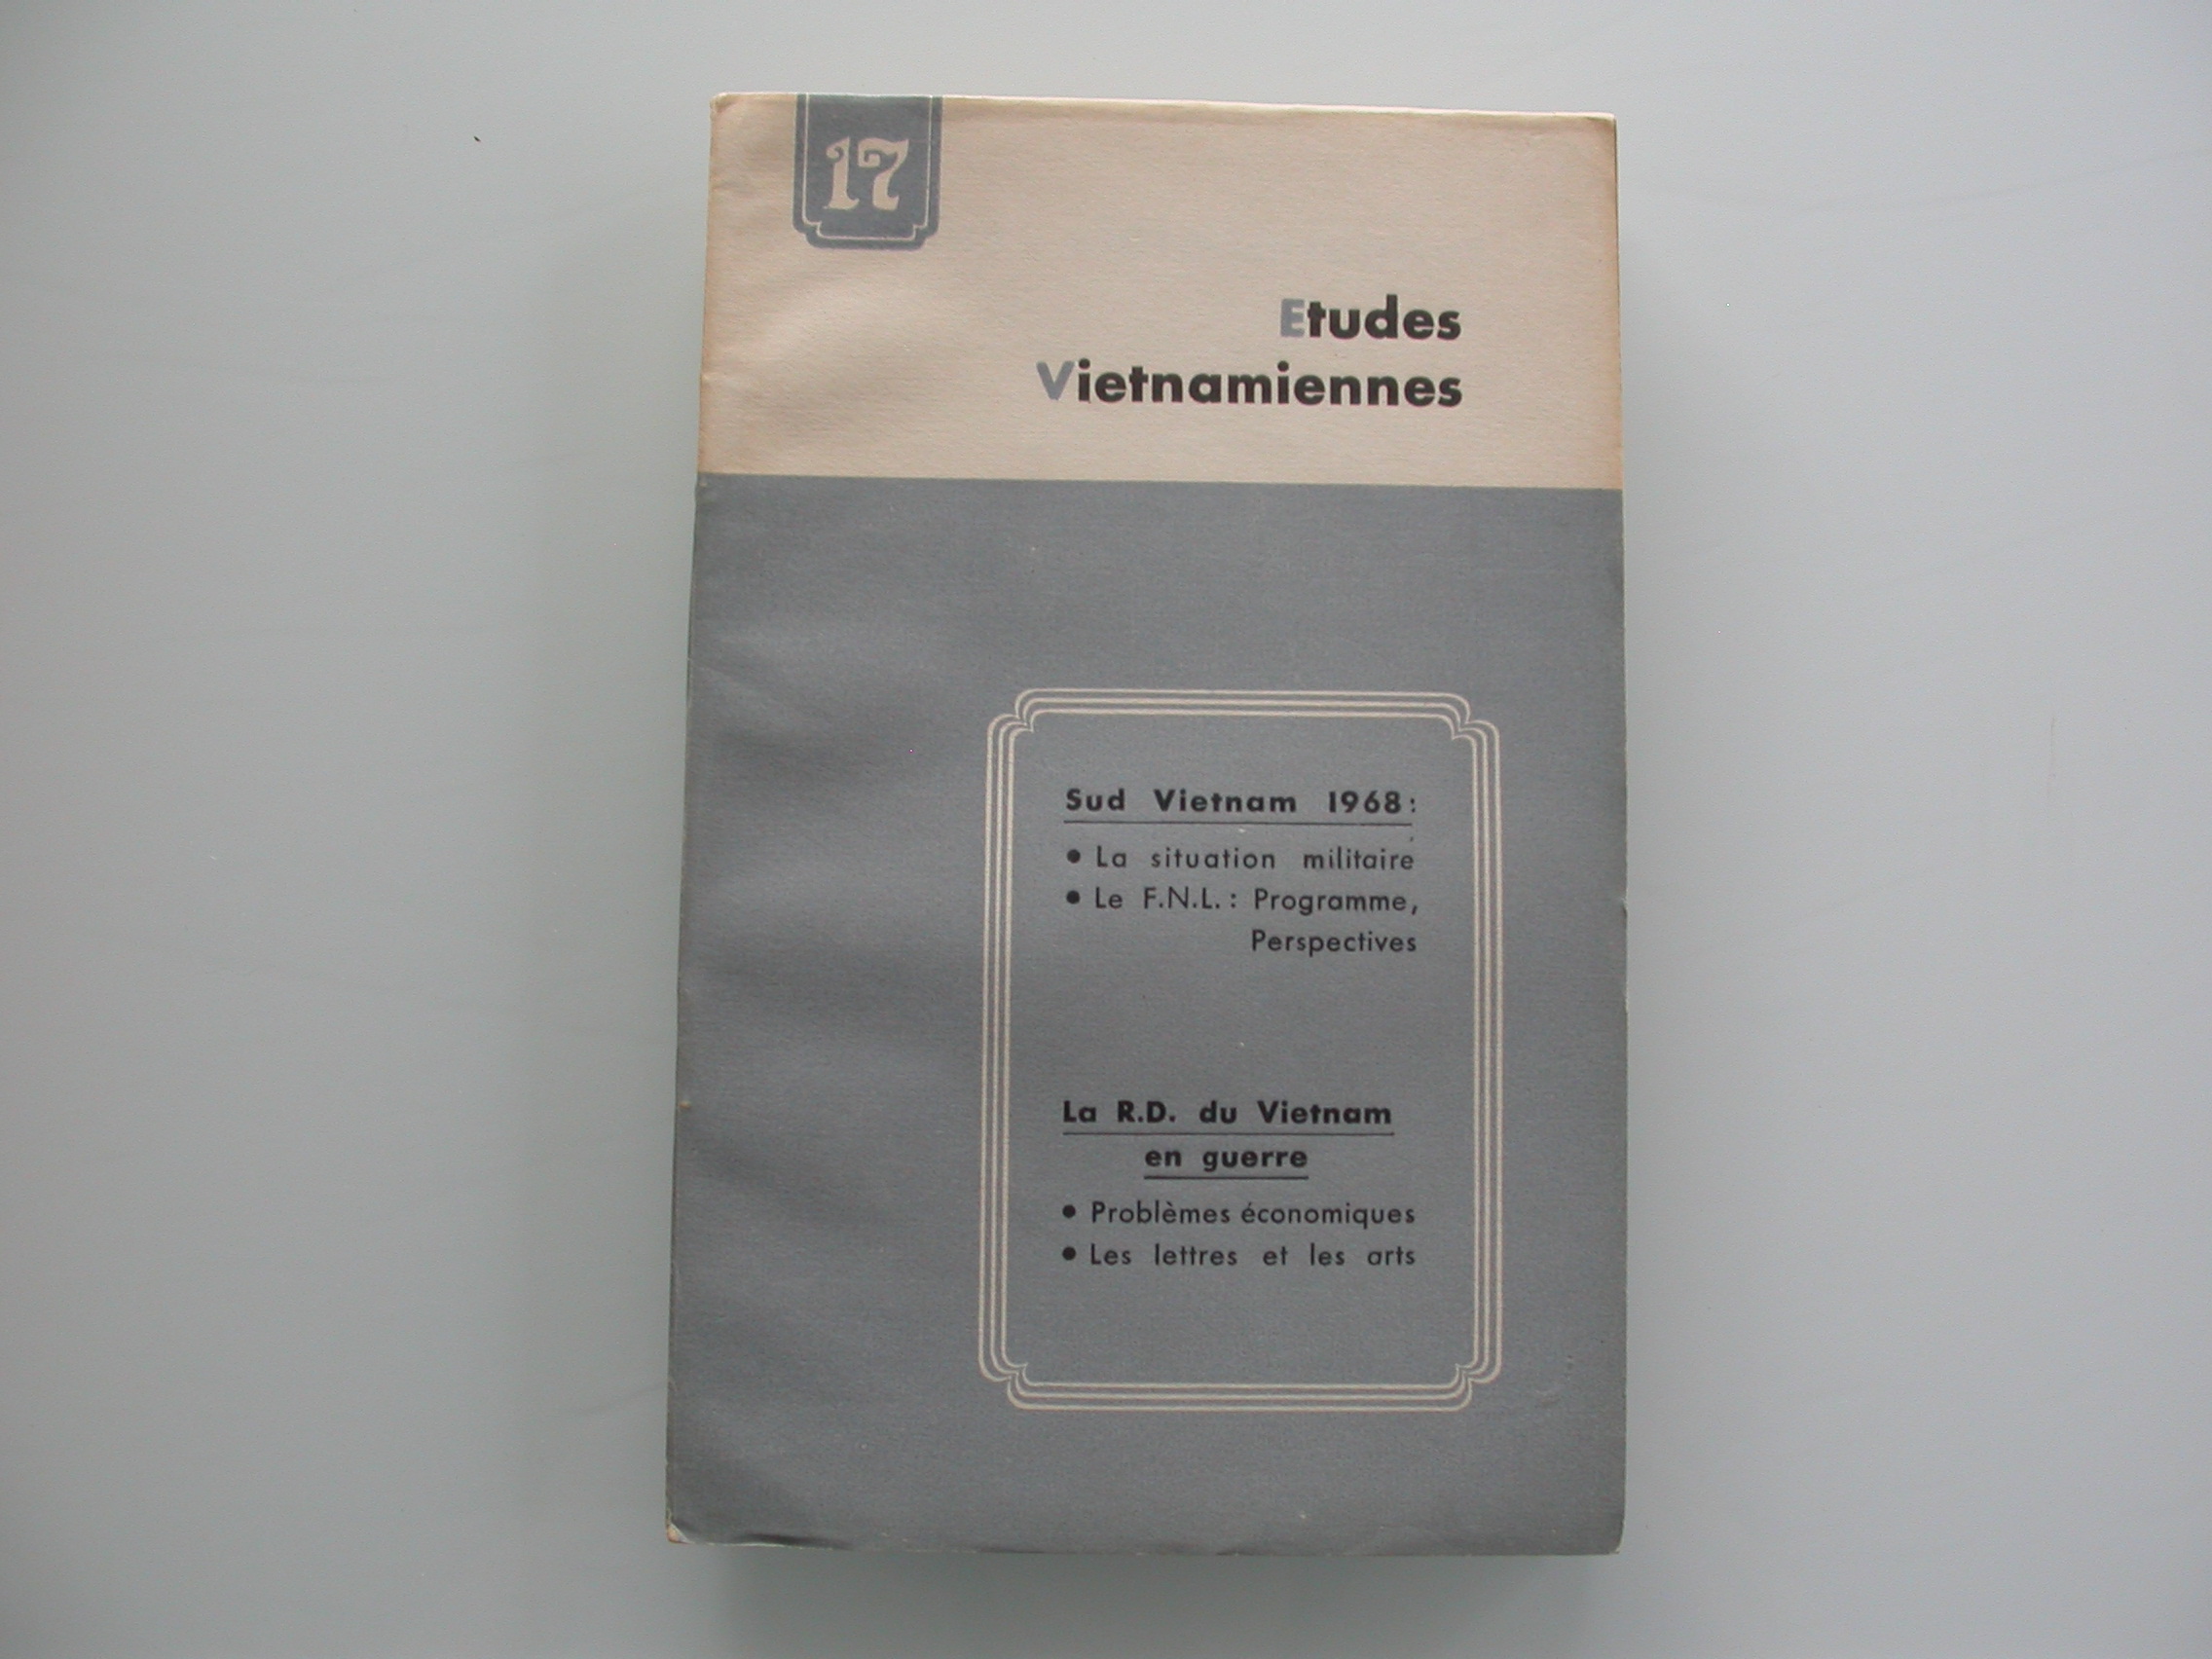 17
Etudes
Vietnamiennes
Sud Vietnam 1968:
• La situation militaire
• Le F.N.L.: Programme,
Perspectives
La R.D. du Vietnam
en guerre
• Problèmes économiques
• Les lettres et les arts